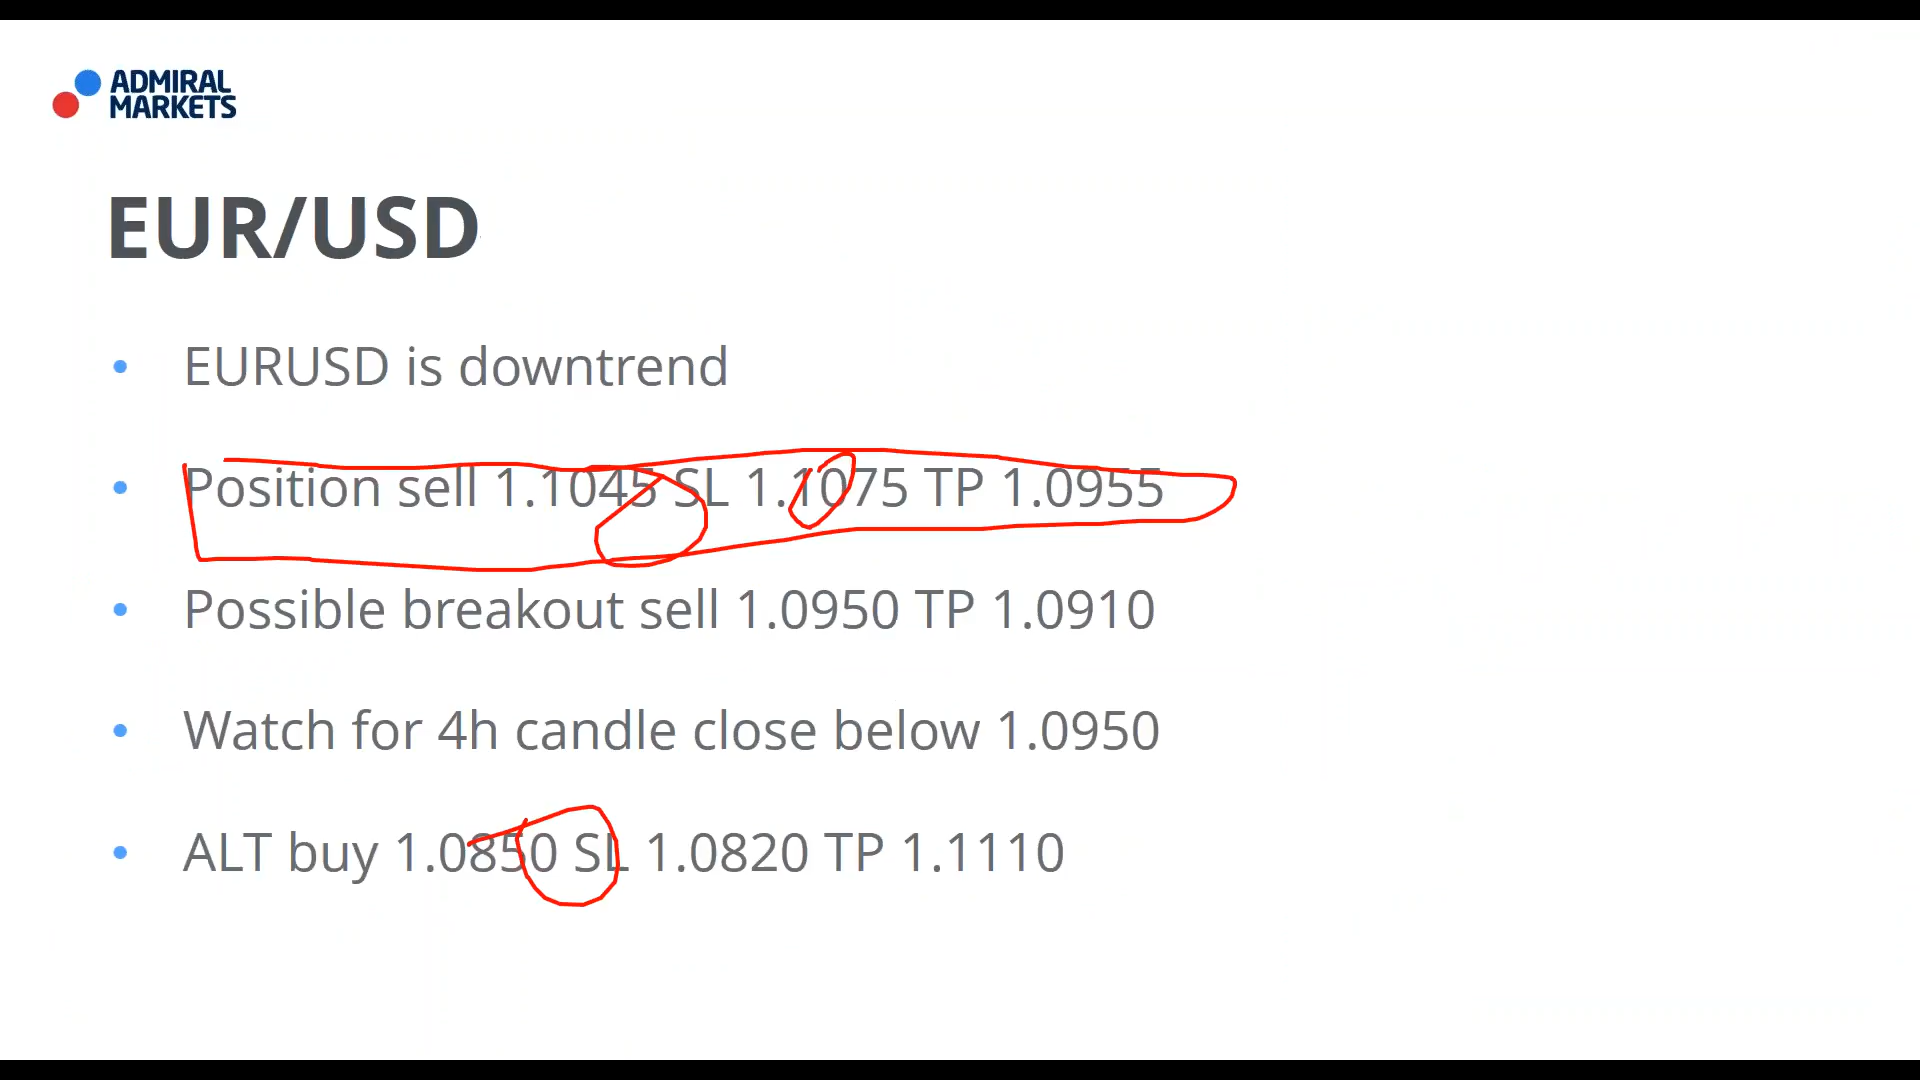 ADMIRAL
MARKETS
EUR/USD
• EURUSD is downtrend
• Position sell 1.1045 SL 1.1075 TP 1.0955
• Possible breakout sell 1.0950 TP 1.0910
• Watch for 4h candle close below 1.0950
• ALT buy 1.0850 SL 1.0820 TP 1.1110